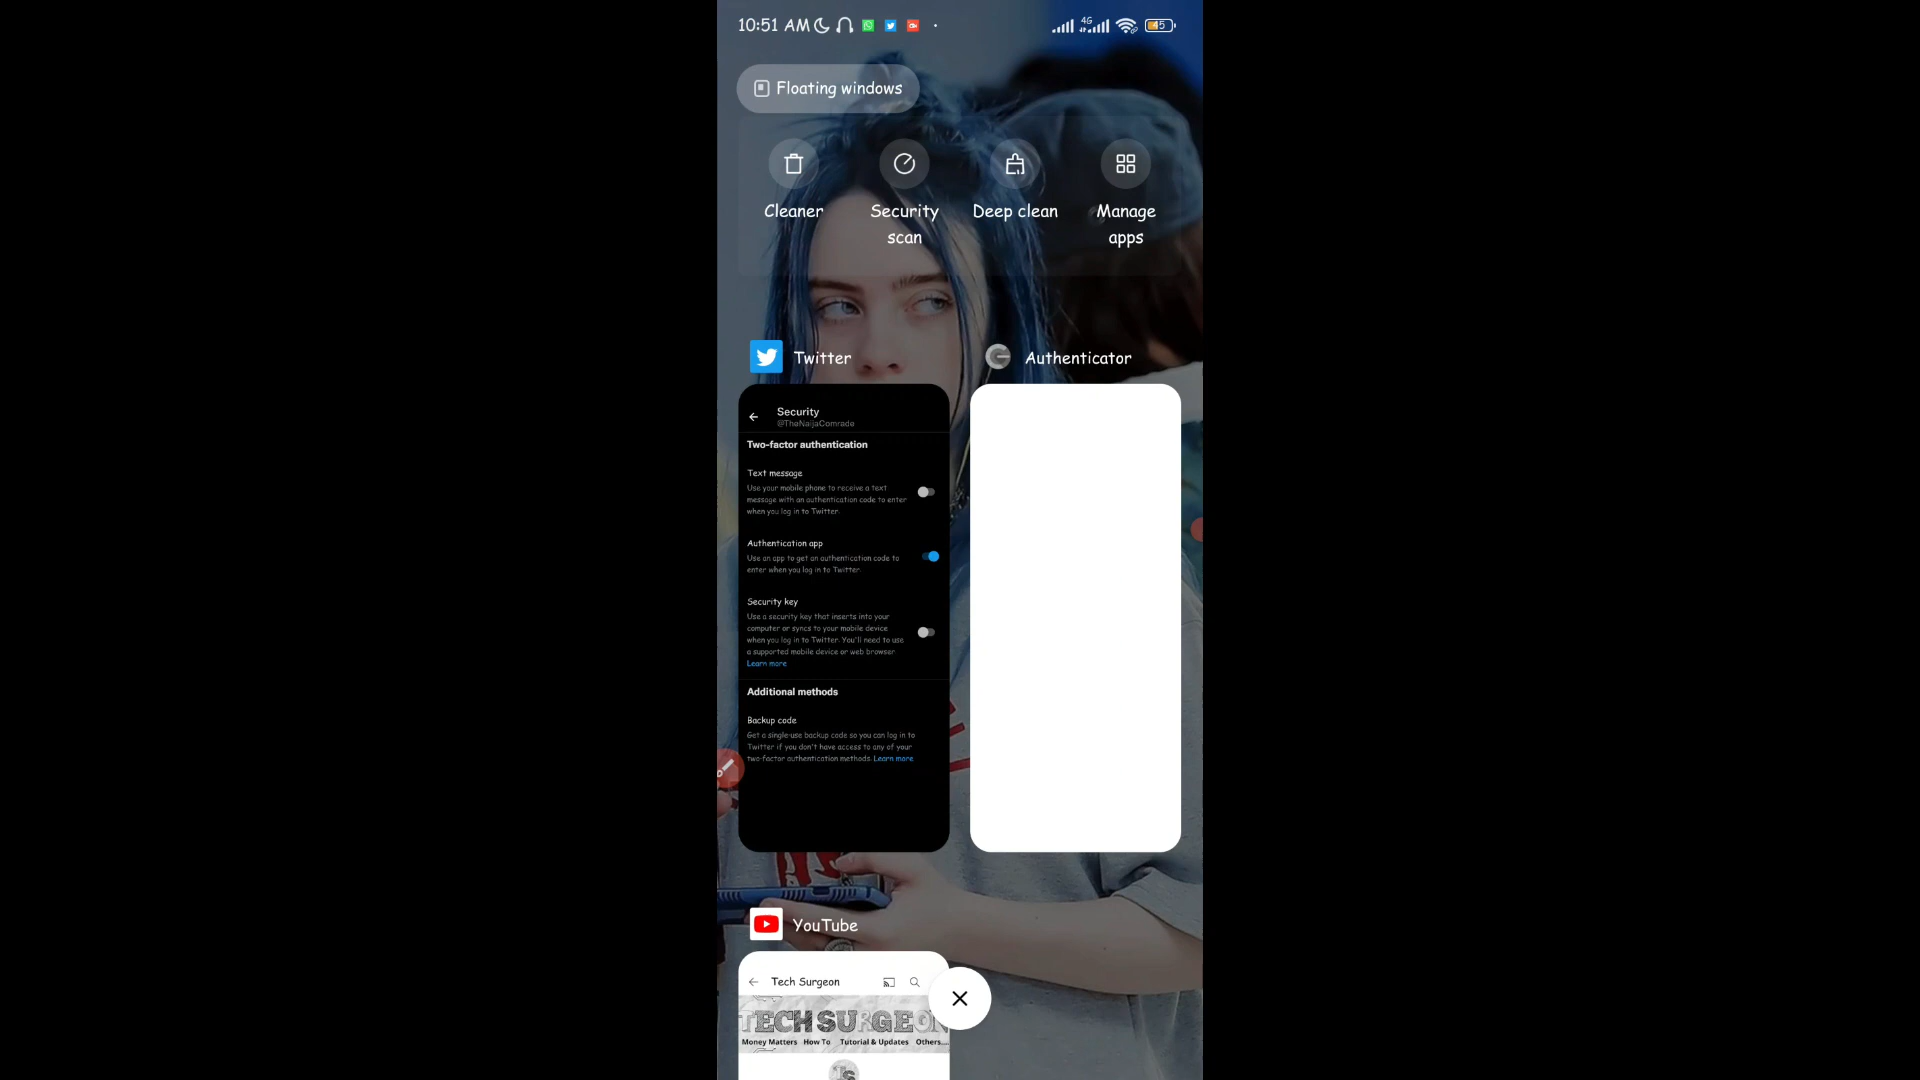 10:51 AM
4G
45
Floating windows
Cleaner
Security
scan
Deep clean
Manage
apps
Twitter
Authenticator
Security
@TheNaijaComrade
Two-factor authentication
Text message
Use your mobile phone to receive a text
message with an authentication code to enter
when you log in to Twitter.
Authentication app
Use an app to get an authentication code to
enter when you log in to Twitter.
Security key
Use a security key that inserts into your
computer or syncs to your mobile device
when you log in to Twitter. You'll need to use
a supported mobile device or web browser.
Learn more
Additional methods
Backup code
Get a single-use backup code so you can log in to
Twitter if you don't have access to any of your
two-factor authentication methods. Learn more
YouTube
Tech Surgeon
TECH SURGEON
Money Matters How To Tutorial & Updates Others....
TS